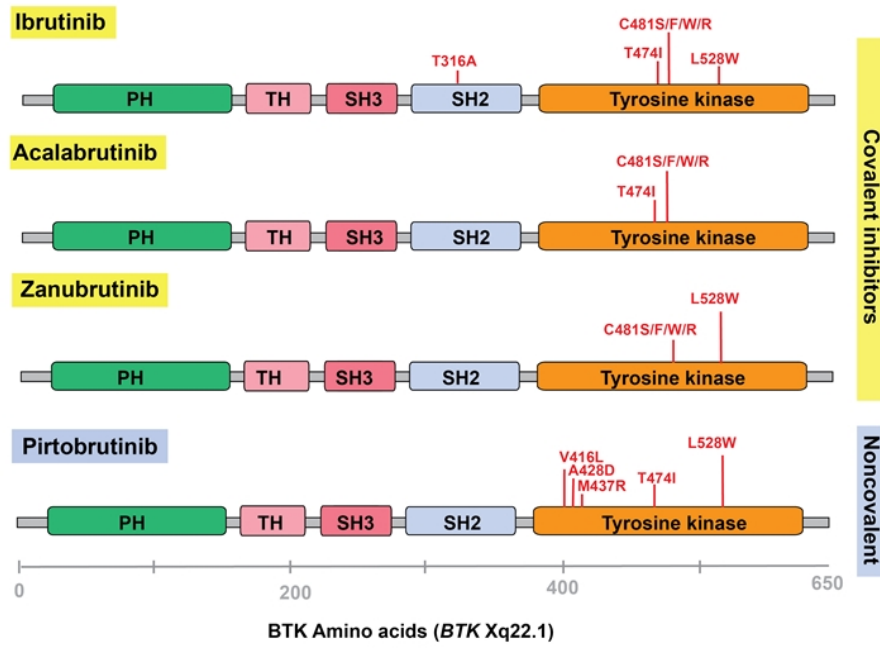 Ibrutinib
C481S/F/W/R
T316A
T474I
L528W
PH
TH
SH3
SH2
Tyrosine kinase
Acalabrutinib
C481S/F/W/R
T474I
PH
TH
SH3
SH2
Tyrosine kinase
Zanubrutinib
L528W
C481S/F/W/R
PH
TH
SH3
SH2
Tyrosine kinase
Covalent inhibitors
Pirtobrutinib
L528W
V416L
A428D
M437R
T474I
PH
TH
SH3
SH2
Tyrosine kinase
Noncovalent
0
200
400
650
BTK Amino acids (BTK Xq22.1)